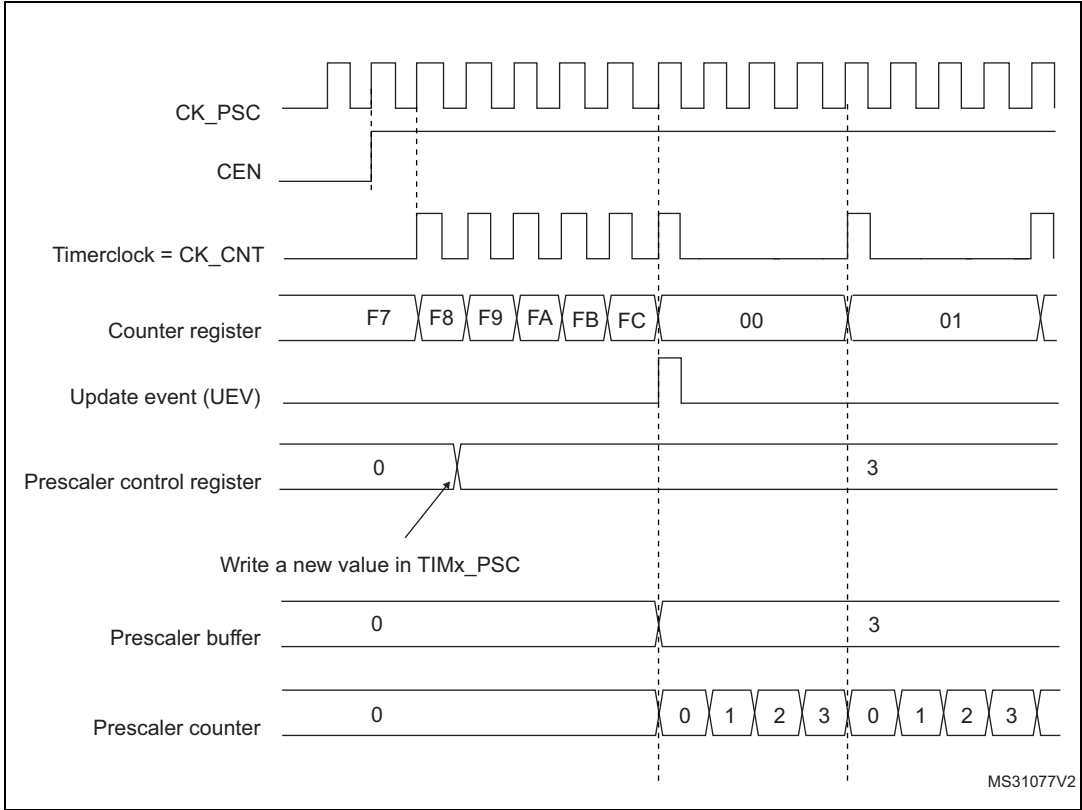 CK_PSC
CEN
Timerclock = CK_CNT
Counter register F7 F8 F9 FA FB FC 00 01
Update event (UEV)
Prescaler control register 0 3
Write a new value in TIMx_PSC
Prescaler buffer 0 3
Prescaler counter 0 0 1 2 3 0 1 2 3
MS31077V2